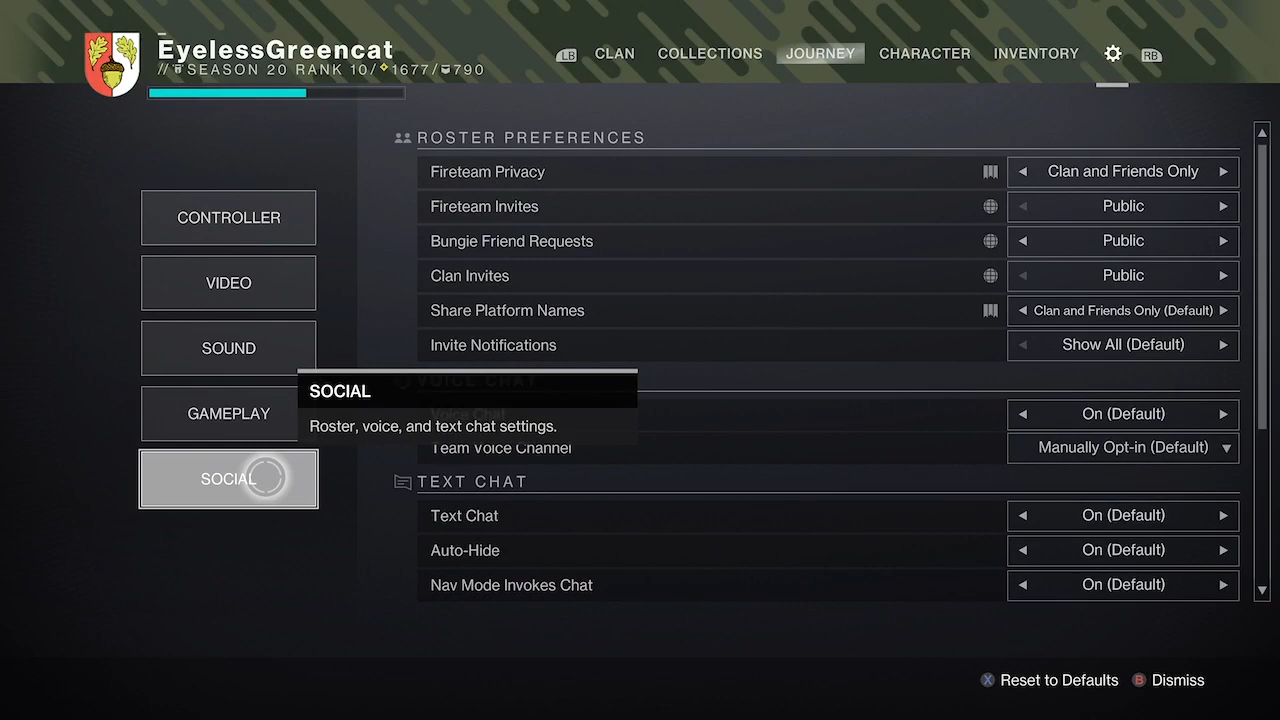 EyelessGreencat
// SEASON 20 RANK 10/ 1677/ 790
LB CLAN COLLECTIONS JOURNEY CHARACTER INVENTORY RB
CONTROLLER
VIDEO
SOUND
GAMEPLAY
SOCIAL
SOCIAL
Roster, voice, and text chat settings.
ROSTER PREFERENCES
Fireteam Privacy Clan and Friends Only
Fireteam Invites Public
Bungie Friend Requests Public
Clan Invites Public
Share Platform Names Clan and Friends Only (Default)
Invite Notifications Show All (Default)
VOICE CHAT
Voice Chat On (Default)
Team Voice Channel Manually Opt-in (Default)
TEXT CHAT
Text Chat On (Default)
Auto-Hide On (Default)
Nav Mode Invokes Chat On (Default)
X Reset to Defaults B Dismiss